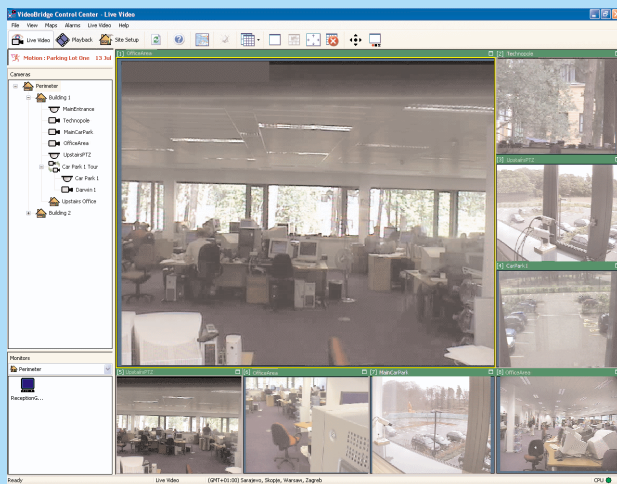 VideoBridge Control Center - Live Video
File View Maps Alarms Live Video Help
Live Video Playback Site Setup
Motion : Parking Lot One 13 Jul
Cameras
Perimeter
Building 1
MainEntrance
Technopole
MainCarPark
OfficeArea
UpstairsPTZ
Car Park 1 Tour
Car Park 1
Darwin 1
Upstairs Office
Building 2
Monitors
Perimeter
ReceptionG...
[1] OfficeArea
[2] Technopole
[3] UpstairsPTZ
[4] CarPark1
[5] UpstairsPTZ
[6] OfficeArea
[7] MainCarPark
[8] OfficeArea
Ready Live Video (GMT+01:00) Sarajevo, Skopje, Warsaw, Zagreb CPU